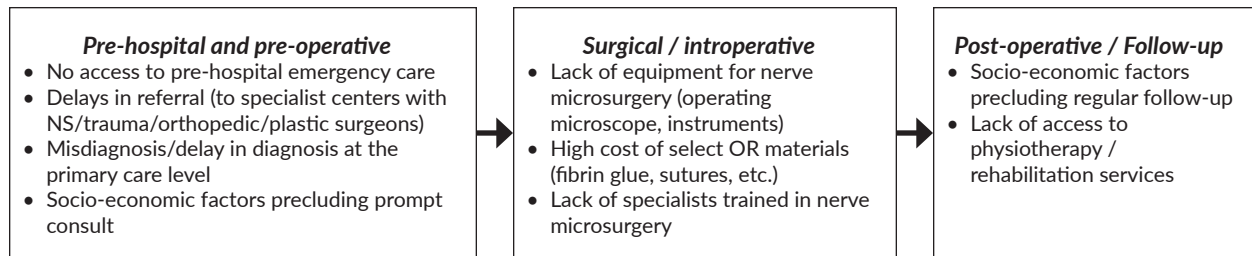 Pre-hospital and pre-operative
• No access to pre-hospital emergency care
• Delays in referral (to specialist centers with
NS/trauma/orthopedic/plastic surgeons)
• Misdiagnosis/delay in diagnosis at the
primary care level
• Socio-economic factors precluding prompt
consult
Surgical / introperative
• Lack of equipment for nerve
microsurgery (operating
microscope, instruments)
• High cost of select OR materials
(fibrin glue, sutures, etc.)
• Lack of specialists trained in nerve
microsurgery
Post-operative / Follow-up
• Socio-economic factors
precluding regular follow-up
• Lack of access to
physiotherapy /
rehabilitation services